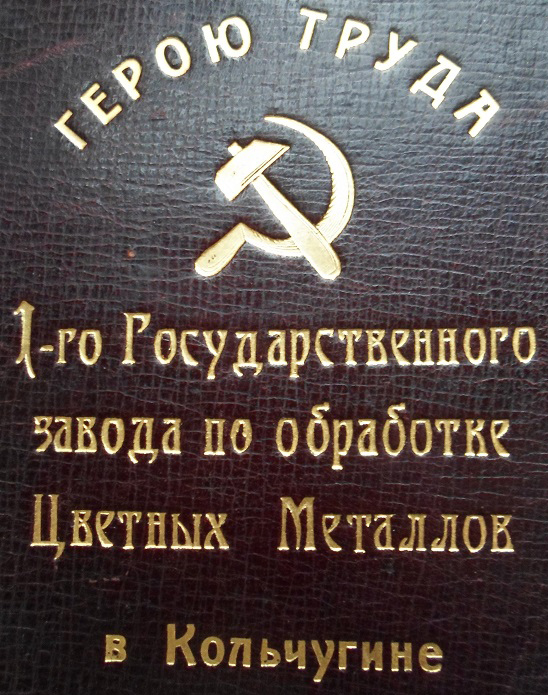 ГЕРОЮ ТРУДА
1-го Государственного
завода по обработке
Цветных Металлов
в Кольчугине